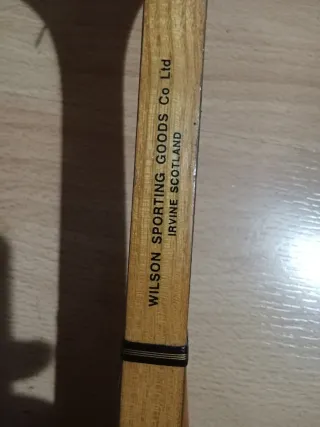 WILSON SPORTING GOODS Co Ltd
IRVINE SCOTLAND